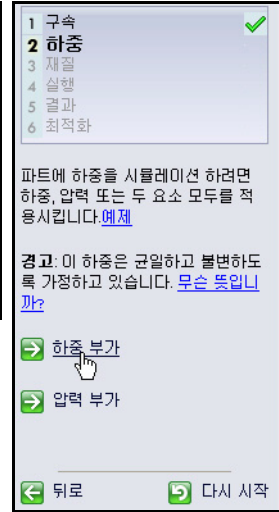 1 구속
2 하중
3 재질
4 실행
5 결과
6 최적화
파트에 하중을 시뮬레이션 하려면
하중, 압력 또는 두 요소 모두를 적
용시킵니다.예제
경고: 이 하중은 균일하고 불변하도
록 가정하고 있습니다. 무슨 뜻입니
까?
하중 부가
압력 부가
뒤로 다시 시작